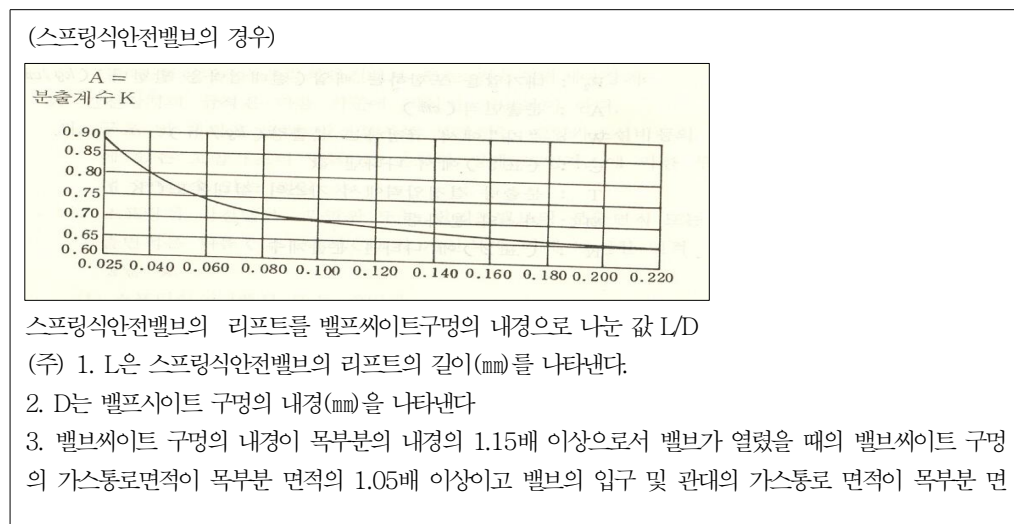 (스프링식안전밸브의 경우)
A =
분출계수 K
0.90
0.85
0.80
0.75
0.70
0.65
0.60
0.025 0.040 0.060 0.080 0.100 0.120 0.140 0.160 0.180 0.200 0.220
스프링식안전밸브의 리프트를 밸프씨이트구멍의 내경으로 나눈 값 L/D
(주) 1. L은 스프링식안전밸브의 리프트의 길이(㎜)를 나타낸다.
2. D는 밸프시이트 구멍의 내경(㎜)을 나타낸다
3. 밸브씨이트 구멍의 내경이 목부분의 내경의 1.15배 이상으로서 밸브가 열렸을 때의 밸브씨이트 구멍
의 가스통로면적이 목부분 면적의 1.05배 이상이고 밸브의 입구 및 관대의 가스통로 면적이 목부분 면